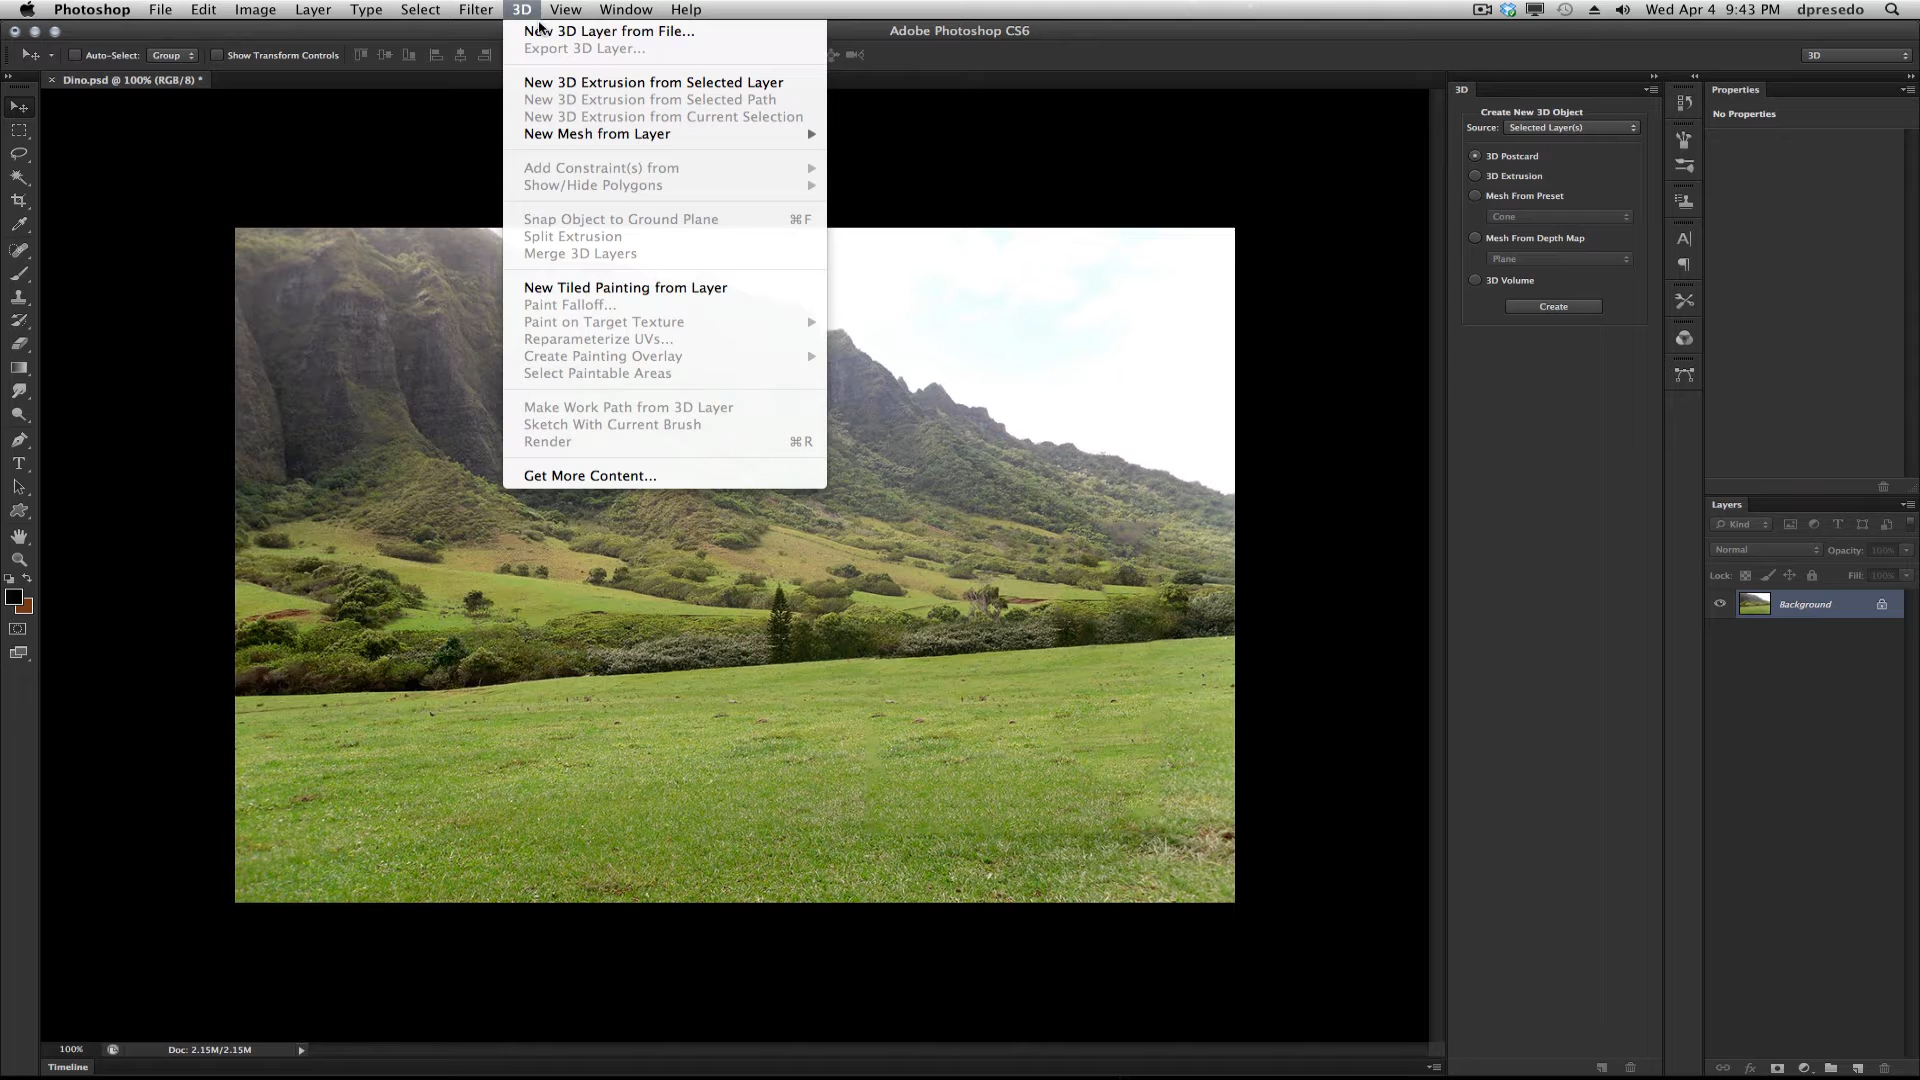 Photoshop File Edit Image Layer Type Select Filter 3D View Window Help Wed Apr 4 9:43 PM dpresedo
Auto-Select: Group Show Transform Controls
Adobe Photoshop CS6
3D
Dino.psd @ 100% (RGB/8) *
New 3D Layer from File...
Export 3D Layer...
New 3D Extrusion from Selected Layer
New 3D Extrusion from Selected Path
New 3D Extrusion from Current Selection
New Mesh from Layer
Add Constraint(s) from
Show/Hide Polygons
Snap Object to Ground Plane ⌘F
Split Extrusion
Merge 3D Layers
New Tiled Painting from Layer
Paint Falloff...
Paint on Target Texture
Reparameterize UVs...
Create Painting Overlay
Select Paintable Areas
Make Work Path from 3D Layer
Sketch With Current Brush
Render ⌘R
Get More Content...
3D
Create New 3D Object
Source: Selected Layer(s)
3D Postcard
3D Extrusion
Mesh From Preset
Cone
Mesh From Depth Map
Plane
3D Volume
Create
Properties
No Properties
Layers
Kind
Normal Opacity: 100%
Lock: Fill: 100%
Background
100% Doc: 2.15M/2.15M
Timeline